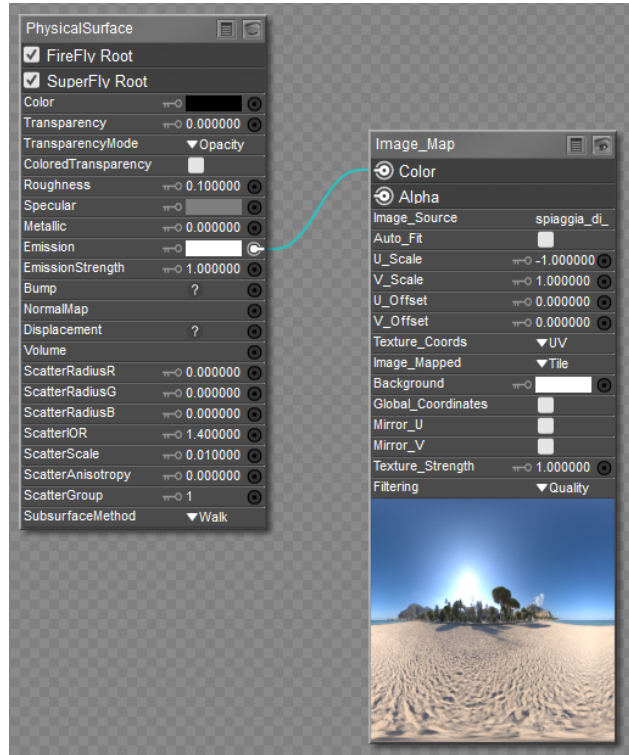 PhysicalSurface
FireFly Root
SuperFly Root
Color
Transparency 0.000000
TransparencyMode ▼Opacity
ColoredTransparency
Roughness 0.100000
Specular
Metallic 0.000000
Emission
EmissionStrength 1.000000
Bump ?
NormalMap
Displacement ?
Volume
ScatterRadiusR 0.000000
ScatterRadiusG 0.000000
ScatterRadiusB 0.000000
ScatterIOR 1.400000
ScatterScale 0.010000
ScatterAnisotropy 0.000000
ScatterGroup 1
SubsurfaceMethod ▼Walk
Image_Map
Color
Alpha
Image_Source spiaggia_di_
Auto_Fit
U_Scale -1.000000
V_Scale 1.000000
U_Offset 0.000000
V_Offset 0.000000
Texture_Coords ▼UV
Image_Mapped ▼Tile
Background
Global_Coordinates
Mirror_U
Mirror_V
Texture_Strength 1.000000
Filtering ▼Quality